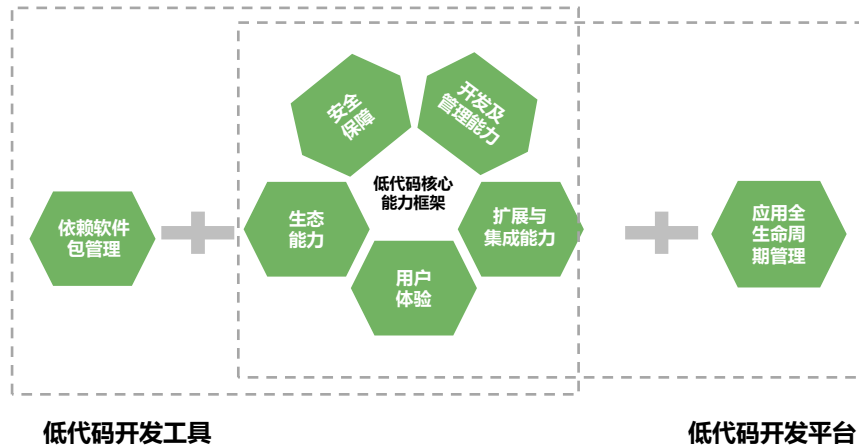 安全
保障
开发及
管理能力
低代码核心
能力框架
依赖软件
包管理
生态
能力
扩展与
集成能力
应用全
生命周
期管理
用户
体验
低代码开发工具
低代码开发平台